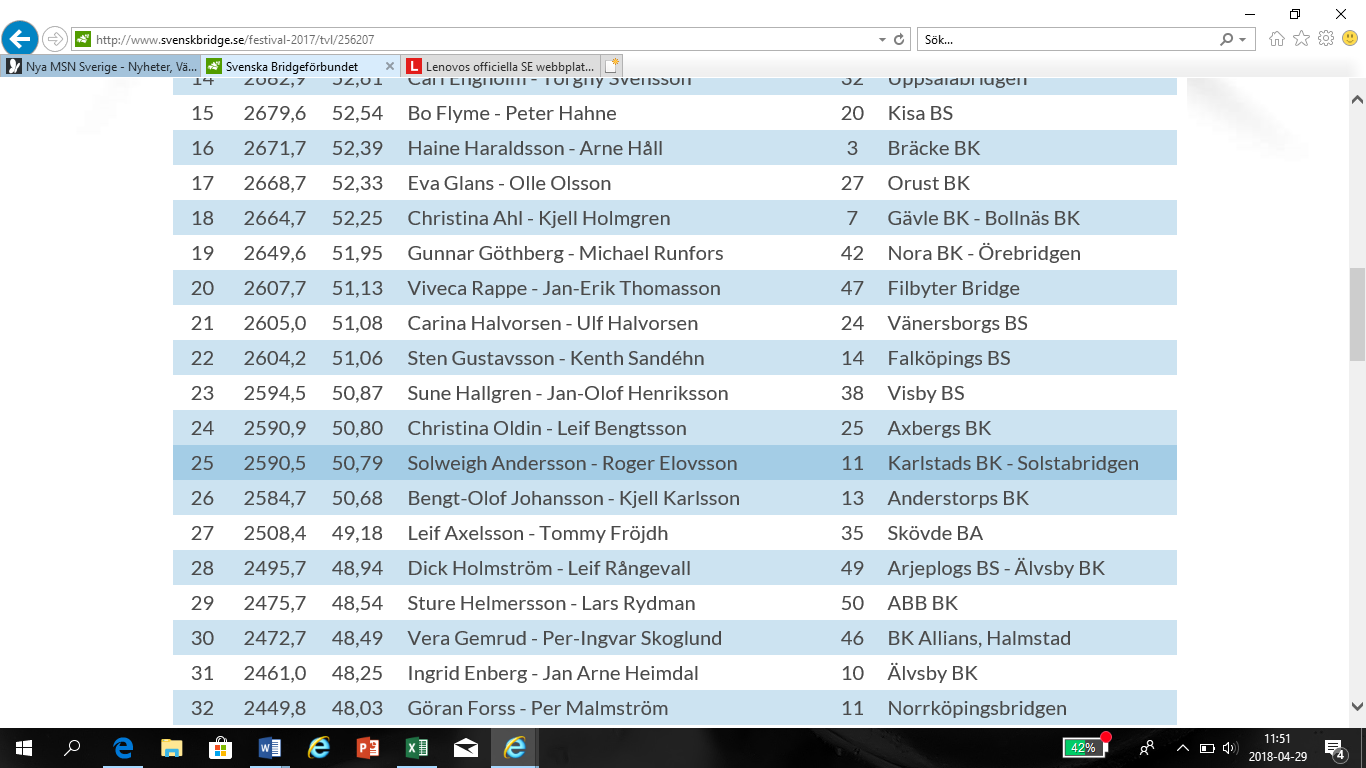 http://www.svenskbridge.se/festival-2017/tvl/256207
Sök...
Nya MSN Sverige - Nyheter, Vä...
Svenska Bridgeförbundet
Lenovos officiella SE webbplat...
14 2682,9 52,61 Carl Engholm - Torgny Svensson 32 Uppsalabridgen
15 2679,6 52,54 Bo Flyme - Peter Hahne 20 Kisa BS
16 2671,7 52,39 Haine Haraldsson - Arne Håll 3 Bräcke BK
17 2668,7 52,33 Eva Glans - Olle Olsson 27 Orust BK
18 2664,7 52,25 Christina Ahl - Kjell Holmgren 7 Gävle BK - Bollnäs BK
19 2649,6 51,95 Gunnar Göthberg - Michael Runfors 42 Nora BK - Örebridgen
20 2607,7 51,13 Viveca Rappe - Jan-Erik Thomasson 47 Filbyter Bridge
21 2605,0 51,08 Carina Halvorsen - Ulf Halvorsen 24 Vänersborgs BS
22 2604,2 51,06 Sten Gustavsson - Kenth Sandéhn 14 Falköpings BS
23 2594,5 50,87 Sune Hallgren - Jan-Olof Henriksson 38 Visby BS
24 2590,9 50,80 Christina Oldin - Leif Bengtsson 25 Axbergs BK
25 2590,5 50,79 Solweigh Andersson - Roger Elovsson 11 Karlstads BK - Solstabridgen
26 2584,7 50,68 Bengt-Olof Johansson - Kjell Karlsson 13 Anderstorps BK
27 2508,4 49,18 Leif Axelsson - Tommy Fröjdh 35 Skövde BA
28 2495,7 48,94 Dick Holmström - Leif Rångevall 49 Arjeplogs BS - Älvsby BK
29 2475,7 48,54 Sture Helmersson - Lars Rydman 50 ABB BK
30 2472,7 48,49 Vera Gemrud - Per-Ingvar Skoglund 46 BK Allians, Halmstad
31 2461,0 48,25 Ingrid Enberg - Jan Arne Heimdal 10 Älvsby BK
32 2449,8 48,03 Göran Forss - Per Malmström 11 Norrköpingsbridgen
42%
11:51
2018-04-29
4